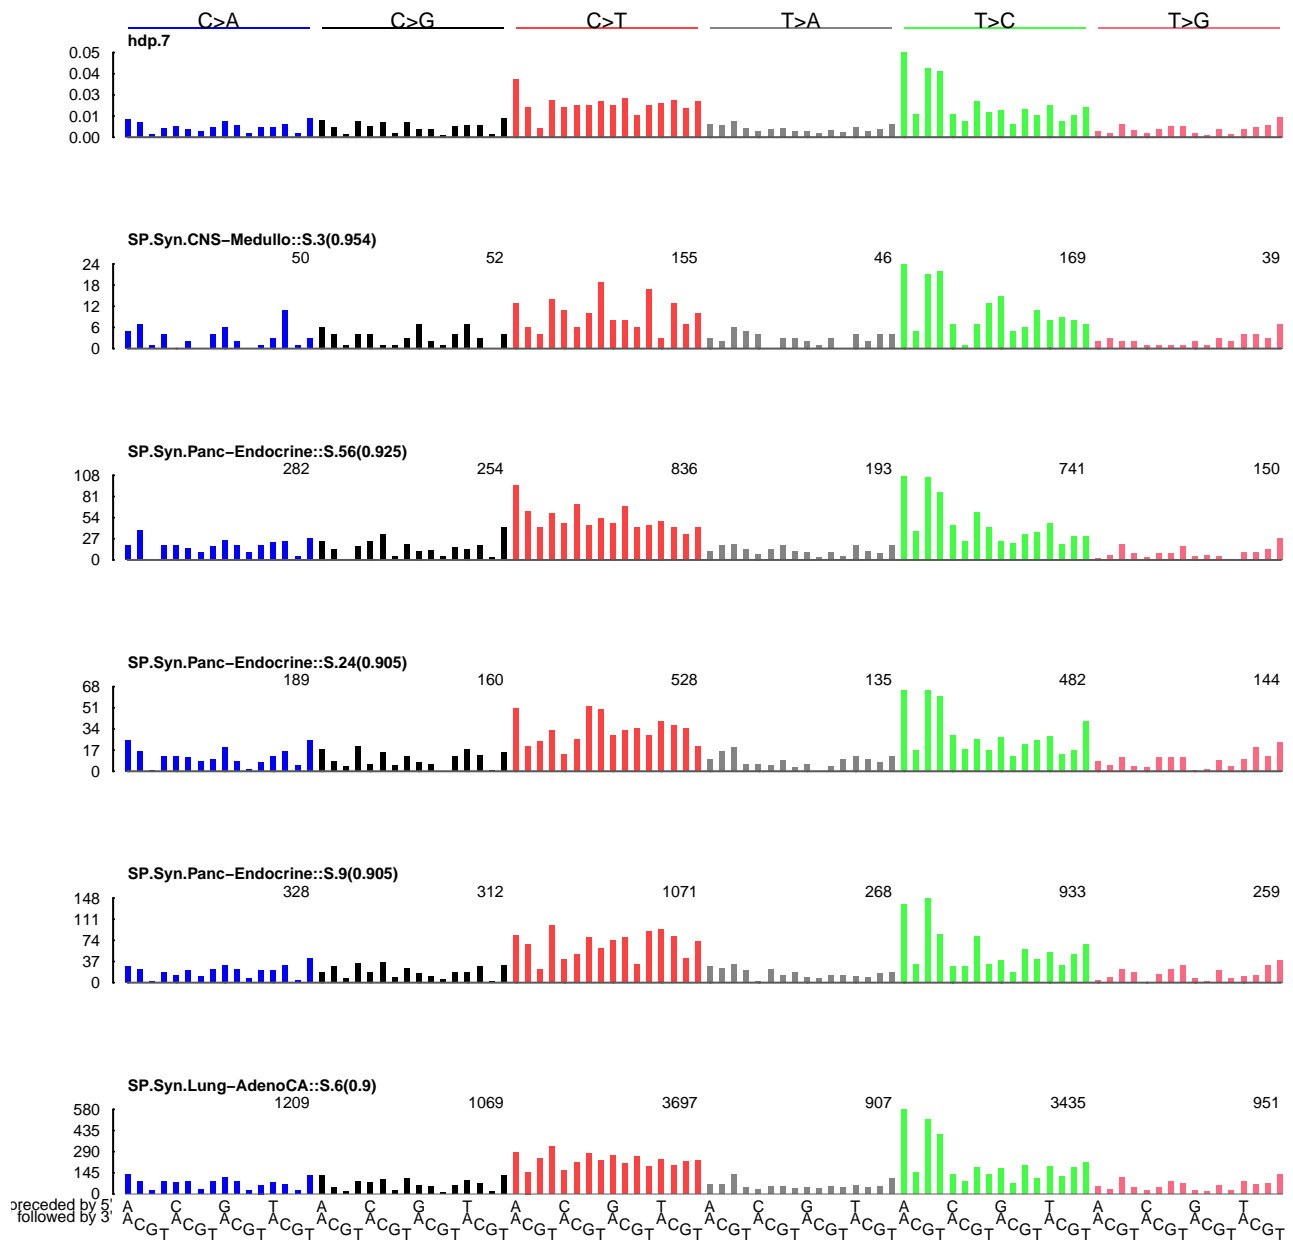 C>A C>G C>T T>A T>C T>G
hdp.7
0.05
0.04
0.03
0.01
0.00
SP.Syn.CNS−Medullo::S.3(0.954)
50 52 155 46 169 39
24
18
12
6
0
SP.Syn.Panc−Endocrine::S.56(0.925)
282 254 836 193 741 150
108
81
54
27
0
SP.Syn.Panc−Endocrine::S.24(0.905)
189 160 528 135 482 144
68
51
34
17
0
SP.Syn.Panc−Endocrine::S.9(0.905)
328 312 1071 268 933 259
148
111
74
37
0
SP.Syn.Lung−AdenoCA::S.6(0.9)
1209 1069 3697 907 3435 951
580
435
290
145
0
preceded by 5' A C G T A C G T A C G T A C G T A C G T A C G T
followed by 3' A C G T A C G T A C G T A C G T A C G T A C G T A C G T A C G T A C G T A C G T A C G T A C G T A C G T A C G T A C G T A C G T A C G T A C G T A C G T A C G T A C G T A C G T A C G T A C G T